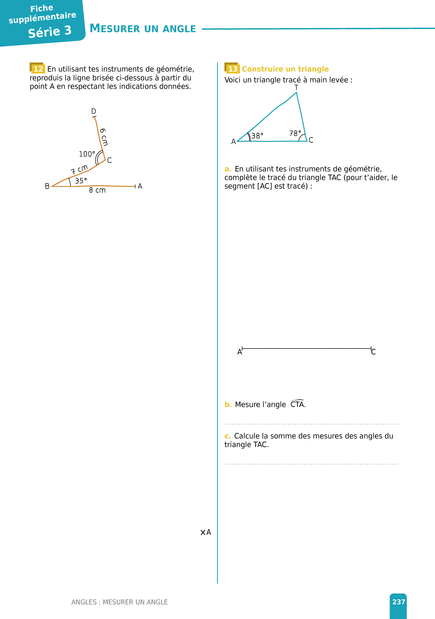 Fiche
supplémentaire
Série 3
MESURER UN ANGLE
12 En utilisant tes instruments de géométrie,
reproduis la ligne brisée ci-dessous à partir du
point A en respectant les indications données.
D
6 cm
100°
C
7 cm
35°
B
A
8 cm
xA
13 Construire un triangle
Voici un triangle tracé à main levée :
T
38°
78°
A
C
a. En utilisant tes instruments de géométrie,
complète le tracé du triangle TAC (pour t'aider, le
segment [AC] est tracé) :
A
C
b. Mesure l'angle CTA.
c. Calcule la somme des mesures des angles du
triangle TAC.
ANGLES : MESURER UN ANGLE
237